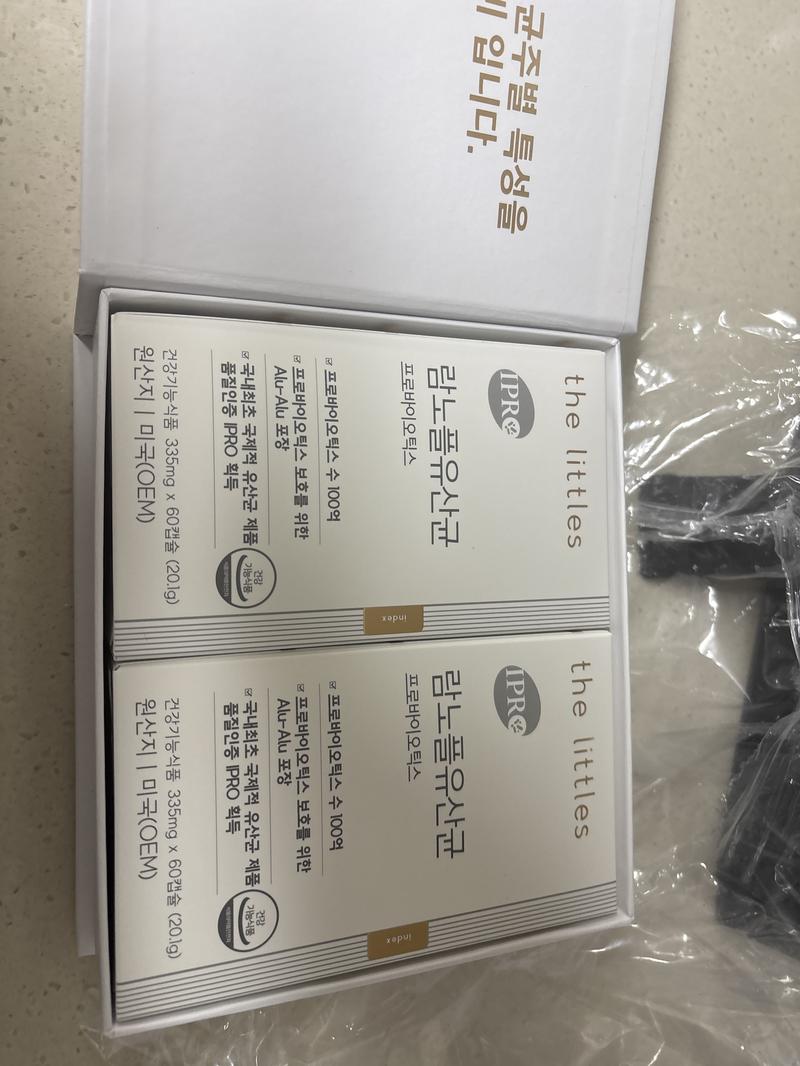 균주별 특성을
입니다.
the littles
IPRO
람노플유산균
프로바이오틱스
프로바이오틱스 수 100억
프로바이오틱스 보호를 위한
Alu-Alu 포장
국내최초 국제적 유산균 제품
품질인증 IPRO 획득
건강기능식품 335mg x 60캡슐 (20.1g)
원산지 | 미국(OEM)
건강
기능식품
index
the littles
IPRO
람노플유산균
프로바이오틱스
프로바이오틱스 수 100억
프로바이오틱스 보호를 위한
Alu-Alu 포장
국내최초 국제적 유산균 제품
품질인증 IPRO 획득
건강기능식품 335mg x 60캡슐 (20.1g)
원산지 | 미국(OEM)
건강
기능식품
index